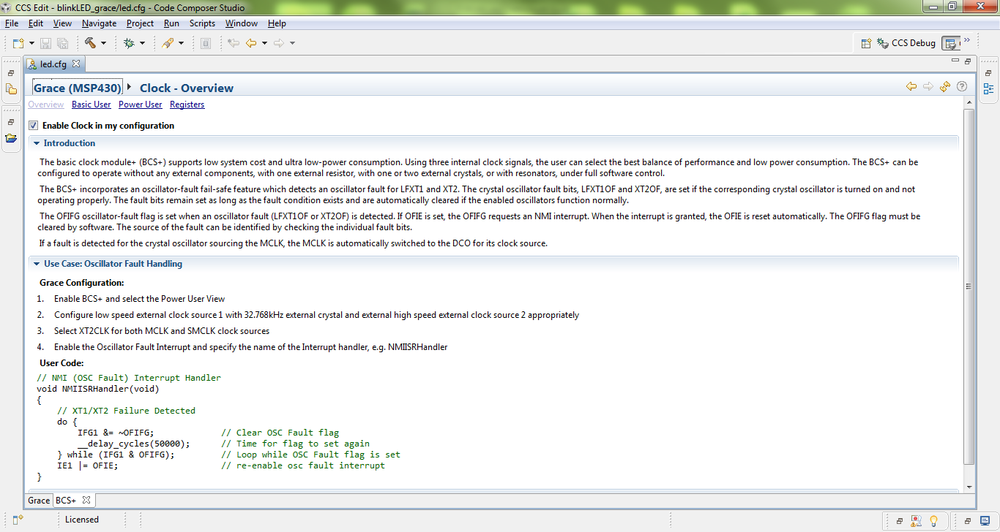 CCS Edit - blinkLED_grace/led.cfg - Code Composer Studio
File Edit View Navigate Project Run Scripts Window Help
CCS Debug
led.cfg
Grace (MSP430) Clock - Overview
Overview Basic User Power User Registers
Enable Clock in my configuration
Introduction
The basic clock module+ (BCS+) supports low system cost and ultra low-power consumption. Using three internal clock signals, the user can select the best balance of performance and low power consumption. The BCS+ can be
configured to operate without any external components, with one external resistor, with one or two external crystals, or with resonators, under full software control.
The BCS+ incorporates an oscillator-fault fail-safe feature which detects an oscillator fault for LFXT1 and XT2. The crystal oscillator fault bits, LFXT1OF and XT2OF, are set if the corresponding crystal oscillator is turned on and not
operating properly. The fault bits remain set as long as the fault condition exists and are automatically cleared if the enabled oscillators function normally.
The OFIFG oscillator-fault flag is set when an oscillator fault (LFXT1OF or XT2OF) is detected. If OFIE is set, the OFIFG requests an NMI interrupt. When the interrupt is granted, the OFIE is reset automatically. The OFIFG flag must be
cleared by software. The source of the fault can be identified by checking the individual fault bits.
If a fault is detected for the crystal oscillator sourcing the MCLK, the MCLK is automatically switched to the DCO for its clock source.
Use Case: Oscillator Fault Handling
Grace Configuration:
1. Enable BCS+ and select the Power User View
2. Configure low speed external clock source 1 with 32.768kHz external crystal and external high speed external clock source 2 appropriately
3. Select XT2CLK for both MCLK and SMCLK clock sources
4. Enable the Oscillator Fault Interrupt and specify the name of the Interrupt handler, e.g. NMIISRHandler
User Code:
// NMI (OSC Fault) Interrupt Handler
void NMIISRHandler(void)
{
// XT1/XT2 Failure Detected
do {
IFG1 &= ~OFIFG; // Clear OSC Fault flag
__delay_cycles(50000); // Time for flag to set again
} while (IFG1 & OFIFG); // Loop while OSC Fault flag is set
IE1 |= OFIE; // re-enable osc fault interrupt
}
Grace BCS+
Licensed